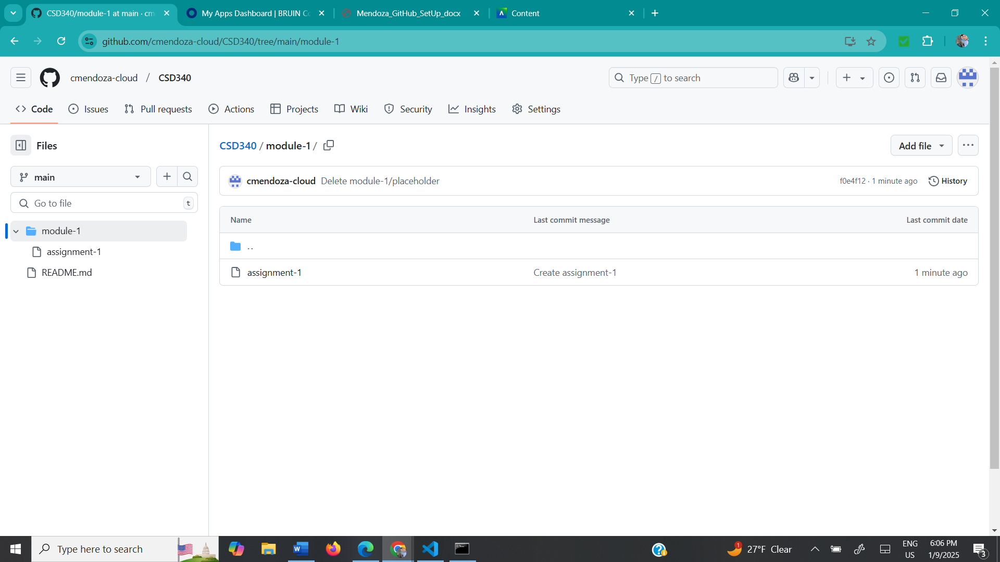 CSD340/module-1 at main · cm
My Apps Dashboard | BRUIN Co
Mendoza_GitHub_SetUp_docx
Content
github.com/cmendoza-cloud/CSD340/tree/main/module-1
cmendoza-cloud / CSD340
Type / to search
Code
Issues
Pull requests
Actions
Projects
Wiki
Security
Insights
Settings
Files
CSD340 / module-1 /
Add file
main
cmendoza-cloud Delete module-1/placeholder
f0e4f12 · 1 minute ago
History
Go to file
t
Name
Last commit message
Last commit date
module-1
..
assignment-1
README.md
assignment-1
Create assignment-1
1 minute ago
Type here to search
1
27°F Clear
ENG
US
6:06 PM
1/9/2025
3